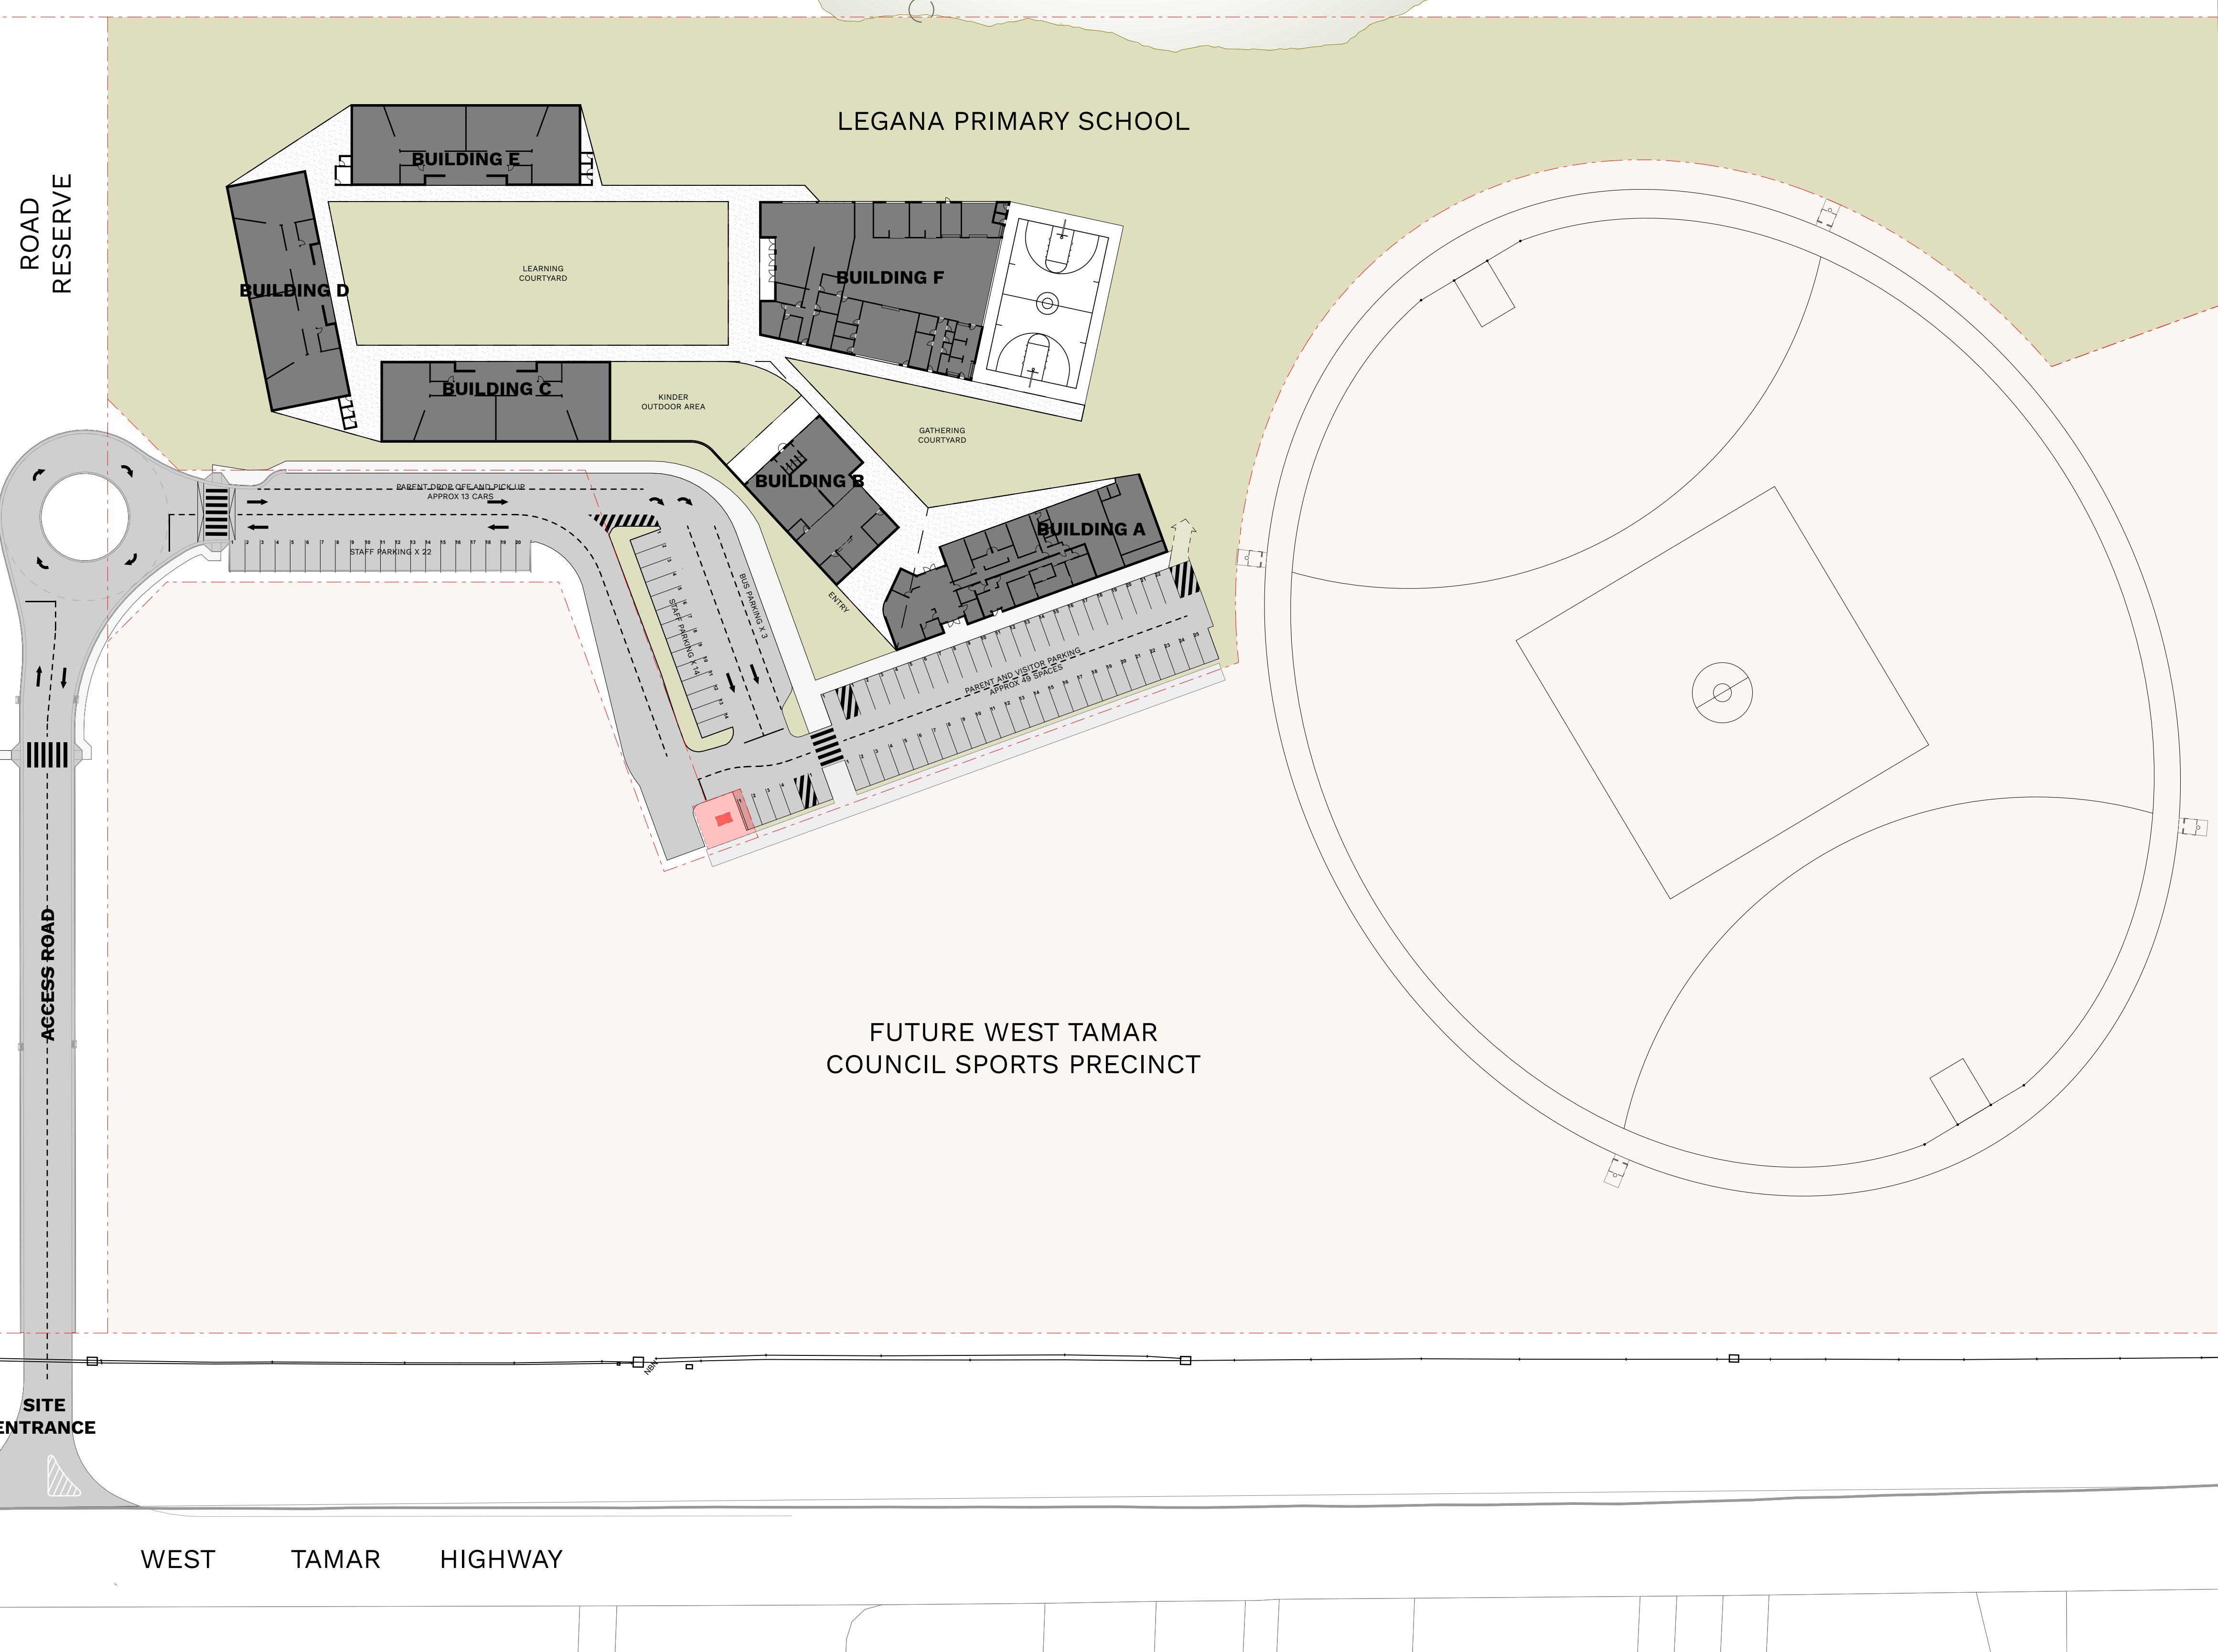 LEGANA PRIMARY SCHOOL
ROAD
RESERVE
BUILDING E
BUILDING D
LEARNING
COURTYARD
BUILDING F
BUILDING C
KINDER
OUTDOOR AREA
GATHERING
COURTYARD
BUILDING B
BUILDING A
PARENT DROP OFF AND PICK UP
APPROX 13 CARS
STAFF PARKING X 22
STAFF PARKING X 14
BUS PARKING X 3
ENTRY
PARENT AND VISITOR PARKING
APPROX 49 SPACES
ACCESS ROAD
FUTURE WEST TAMAR
COUNCIL SPORTS PRECINCT
NBN
SITE
ENTRANCE
WEST TAMAR HIGHWAY